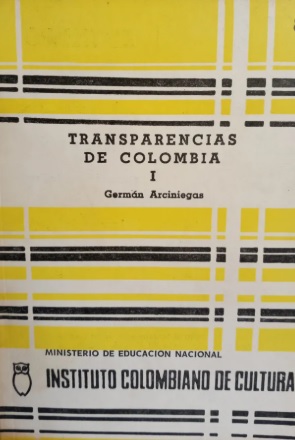 TRANSPARENCIAS
DE COLOMBIA
I
Germán Arciniegas
MINISTERIO DE EDUCACION NACIONAL
INSTITUTO COLOMBIANO DE CULTURA